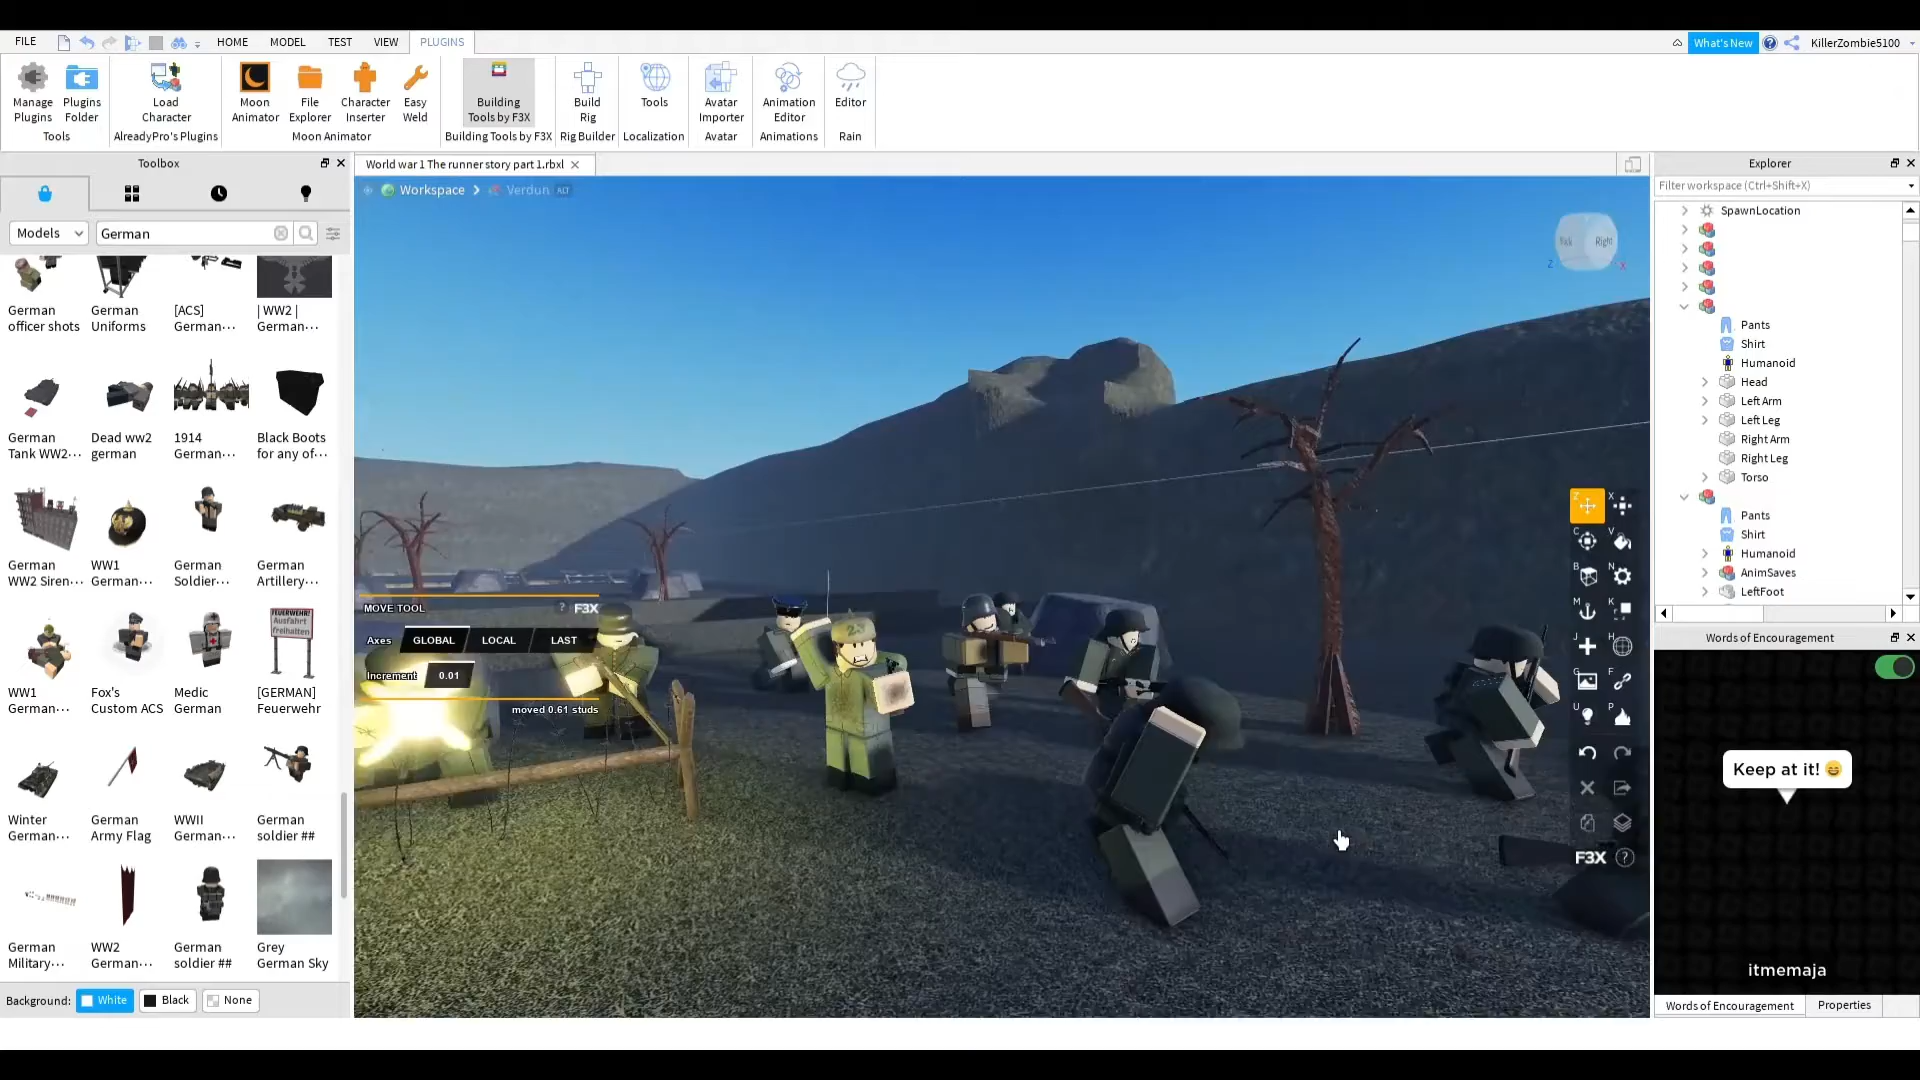 FILE
HOME
MODEL
TEST
VIEW
PLUGINS
What's New
KillerZombie5100
Manage Plugins
Plugins Folder
Tools
Load Character
AlreadyPro's Plugins
Moon Animator
File Explorer
Character Inserter
Easy Weld
Moon Animator
Building Tools by F3X
Building Tools by F3X
Build Rig
Rig Builder
Tools
Localization
Avatar Importer
Avatar
Animation Editor
Animations
Editor
Rain
Toolbox
World war 1 The runner story part 1.rbxl
Explorer
Workspace
Verdun ALT
Filter workspace (Ctrl+Shift+X)
Models
German
German officer shots
German Uniforms
[ACS] German···
| WW2 | German···
German Tank WW2···
Dead ww2 german
1914 German···
Black Boots for any of···
German WW2 Siren···
WW1 German···
German Soldier···
German Artillery···
FEUERWEHR!
Ausfahrt
freihalten
WW1 German···
Fox's Custom ACS
Medic German
[GERMAN] Feuerwehr
Winter German···
German Army Flag
WWII German···
German soldier ##
German Military···
WW2 German···
German soldier ##
Grey German Sky
Background:
White
Black
None
Right
Z
X
MOVE TOOL
? F3X
Axes
GLOBAL
LOCAL
LAST
Increment
0.01
moved 0.61 studs
Z
X
C
V
B
N
M
K
J
H
G
F
U
P
F3X ?
SpawnLocation
Pants
Shirt
Humanoid
Head
Left Arm
Left Leg
Right Arm
Right Leg
Torso
Pants
Shirt
Humanoid
AnimSaves
LeftFoot
Words of Encouragement
Keep at it! 😄
itmemaja
Words of Encouragement
Properties